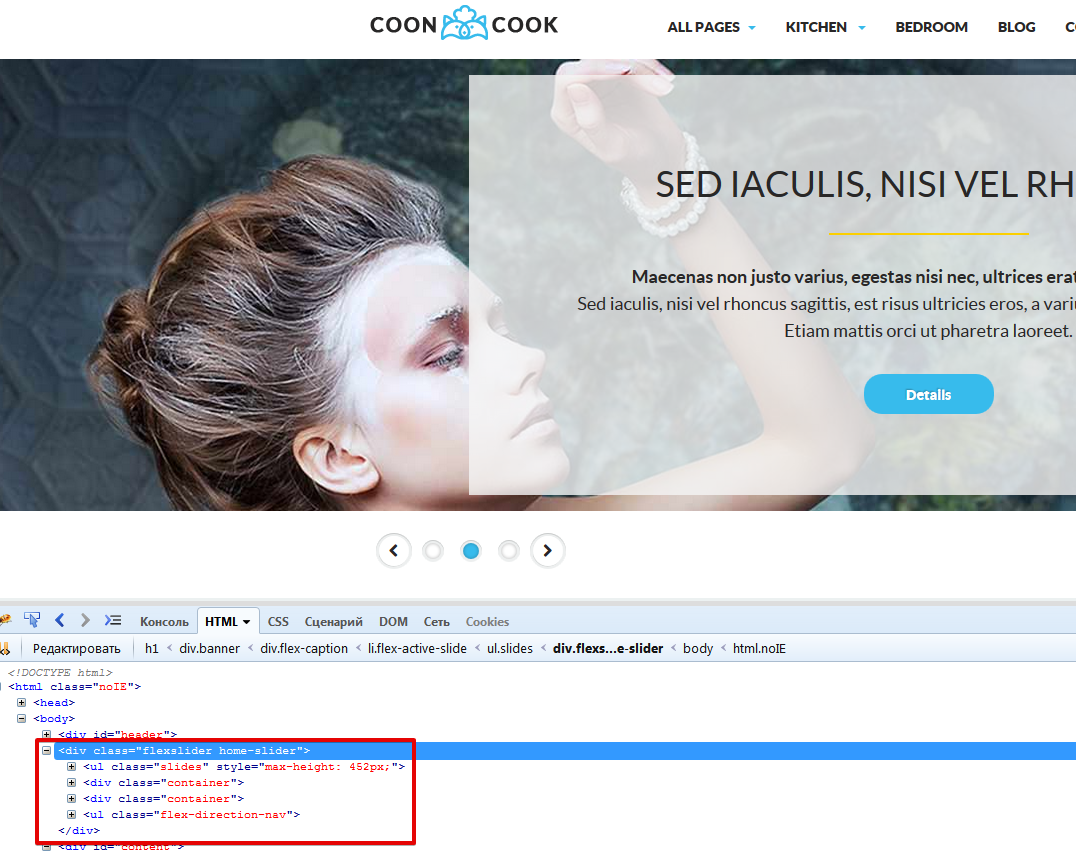 COON COOK
ALL PAGES KITCHEN BEDROOM BLOG
SED IACULIS, NISI VEL RH
Maecenas non justo varius, egestas nisi nec, ultrices erat
Sed iaculis, nisi vel rhoncus sagittis, est risus ultricies eros, a variu
Etiam mattis orci ut pharetra laoreet.
Details
Консоль HTML CSS Сценарий DOM Сеть Cookies
Редактировать h1 < div.banner < div.flex-caption < li.flex-active-slide < ul.slides < div.flexs...e-slider < body < html.noIE
<!DOCTYPE html>
<html class="noIE">
<head>
<body>
<div id="header">
<div class="flexslider home-slider">
<ul class="slides" style="max-height: 452px;">
<div class="container">
<div class="container">
<ul class="flex-direction-nav">
</div>
<div id="content">